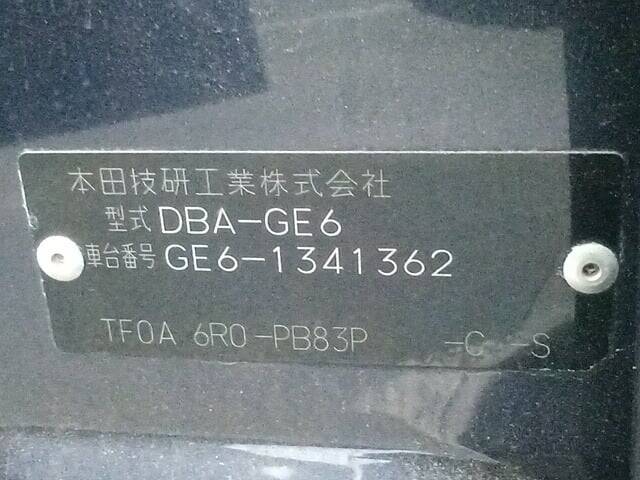 本田技研工業株式会社
型式 DBA-GE6
車台番号 GE6-1341362
TF0A 6R0-PB83P -C -S